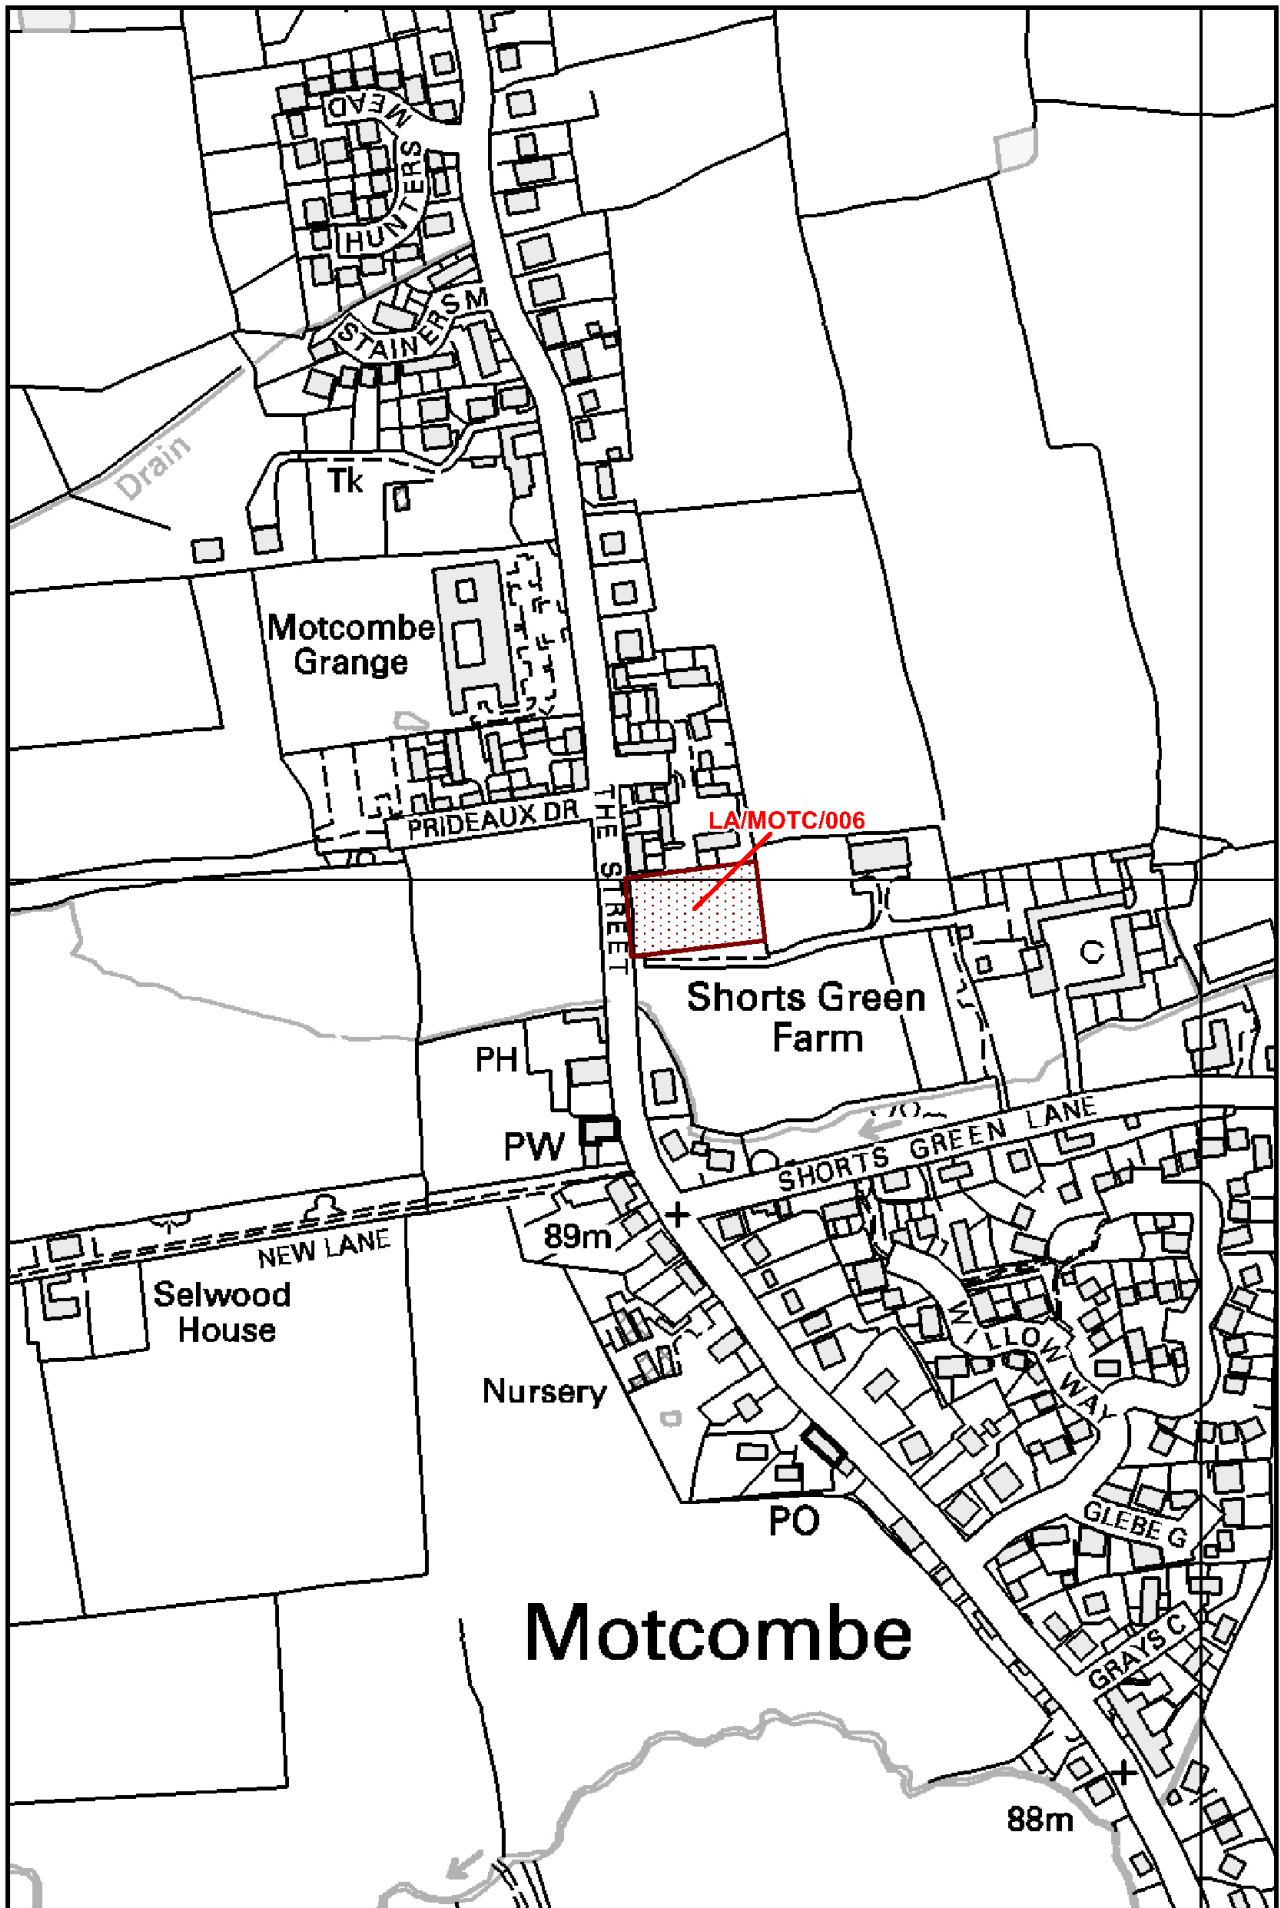 HUNTERS MEAD
STAINERS M
Drain
Tk
Motcombe
Grange
PRIDEAUX DR
THE STREET
LA/MOTC/006
C
Shorts Green
Farm
PH
PW
SHORTS GREEN LANE
89m
NEW LANE
Selwood
House
WILLOW WAY
Nursery
PO
GLEBE G
Motcombe
GRAYS C
88m